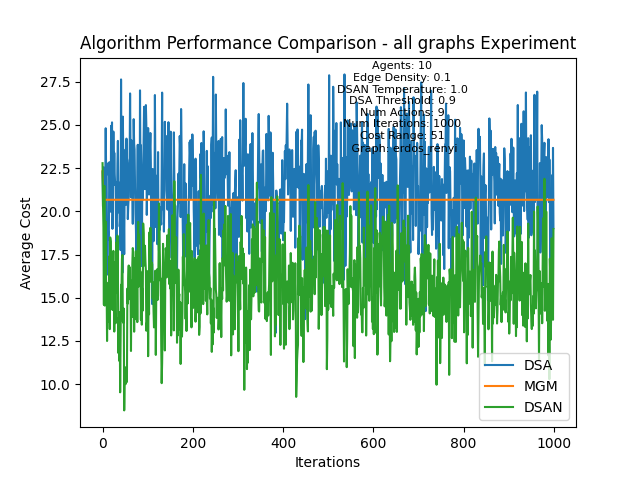 Algorithm Performance Comparison - all graphs Experiment
Agents: 10
Edge Density: 0.1
DSAN Temperature: 1.0
DSA Threshold: 0.9
Num Actions: 9
Num Iterations: 1000
Cost Range: 51
Graph: erdos_renyi
27.5
25.0
22.5
20.0
17.5
15.0
12.5
10.0
Average Cost
DSA
MGM
DSAN
0
200
400
600
800
1000
Iterations